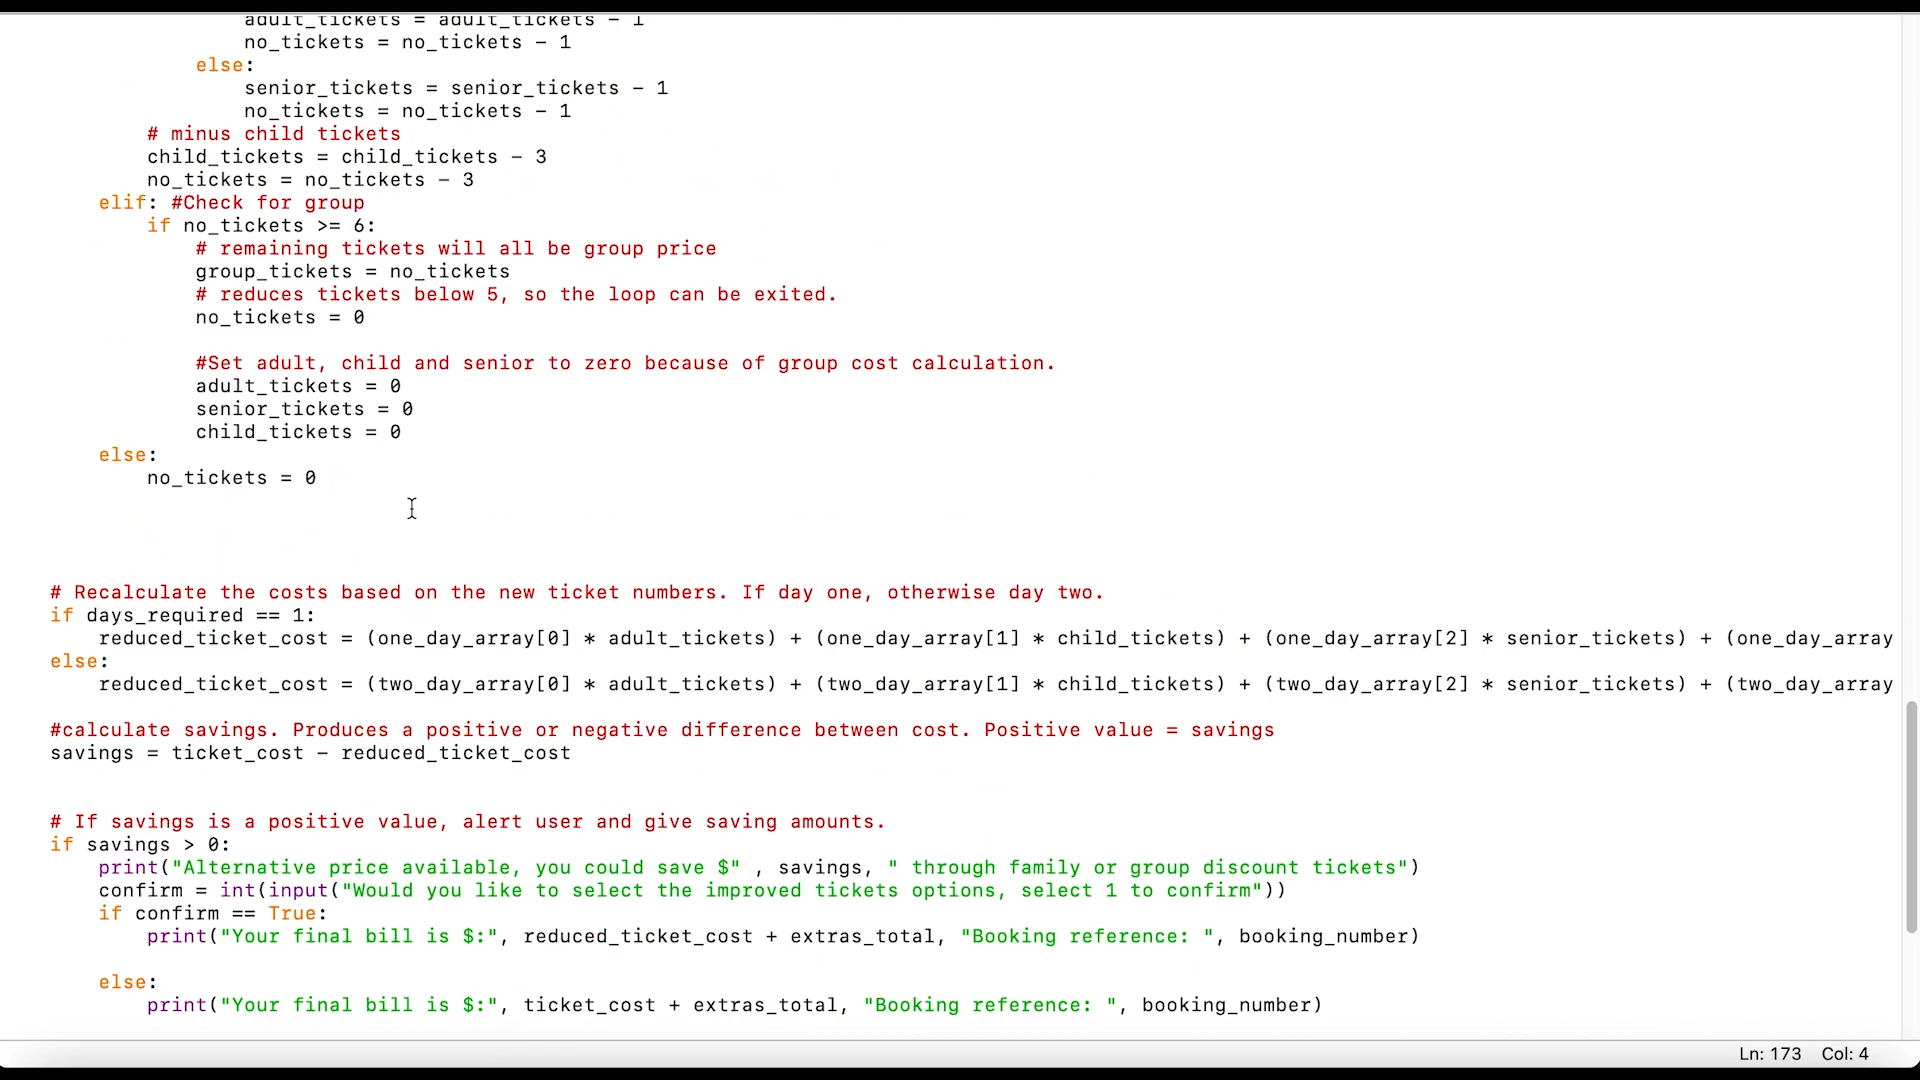 adult_tickets = adult_tickets - 1
no_tickets = no_tickets - 1
else:
senior_tickets = senior_tickets - 1
no_tickets = no_tickets - 1
# minus child tickets
child_tickets = child_tickets - 3
no_tickets = no_tickets - 3
elif: #Check for group
if no_tickets >= 6:
# remaining tickets will all be group price
group_tickets = no_tickets
# reduces tickets below 5, so the loop can be exited.
no_tickets = 0
#Set adult, child and senior to zero because of group cost calculation.
adult_tickets = 0
senior_tickets = 0
child_tickets = 0
else:
no_tickets = 0
# Recalculate the costs based on the new ticket numbers. If day one, otherwise day two.
if days_required == 1:
reduced_ticket_cost = (one_day_array[0] * adult_tickets) + (one_day_array[1] * child_tickets) + (one_day_array[2] * senior_tickets) + (one_day_array
else:
reduced_ticket_cost = (two_day_array[0] * adult_tickets) + (two_day_array[1] * child_tickets) + (two_day_array[2] * senior_tickets) + (two_day_array
#calculate savings. Produces a positive or negative difference between cost. Positive value = savings
savings = ticket_cost - reduced_ticket_cost
# If savings is a positive value, alert user and give saving amounts.
if savings > 0:
print("Alternative price available, you could save $" , savings, " through family or group discount tickets")
confirm = int(input("Would you like to select the improved tickets options, select 1 to confirm"))
if confirm == True:
print("Your final bill is $:", reduced_ticket_cost + extras_total, "Booking reference: ", booking_number)
else:
print("Your final bill is $:", ticket_cost + extras_total, "Booking reference: ", booking_number)
Ln: 173 Col: 4